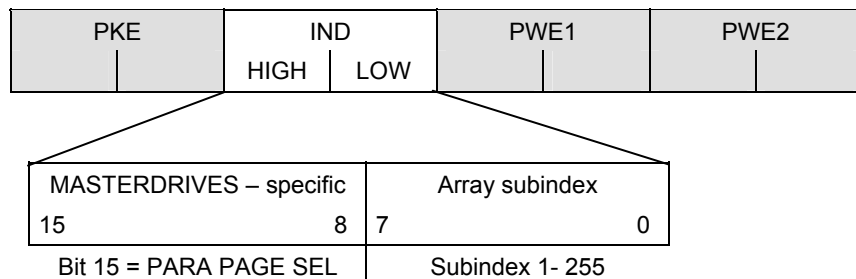 PKE IND PWE1 PWE2
HIGH LOW
MASTERDRIVES – specific Array subindex
15 8 7 0
Bit 15 = PARA PAGE SEL Subindex 1- 255